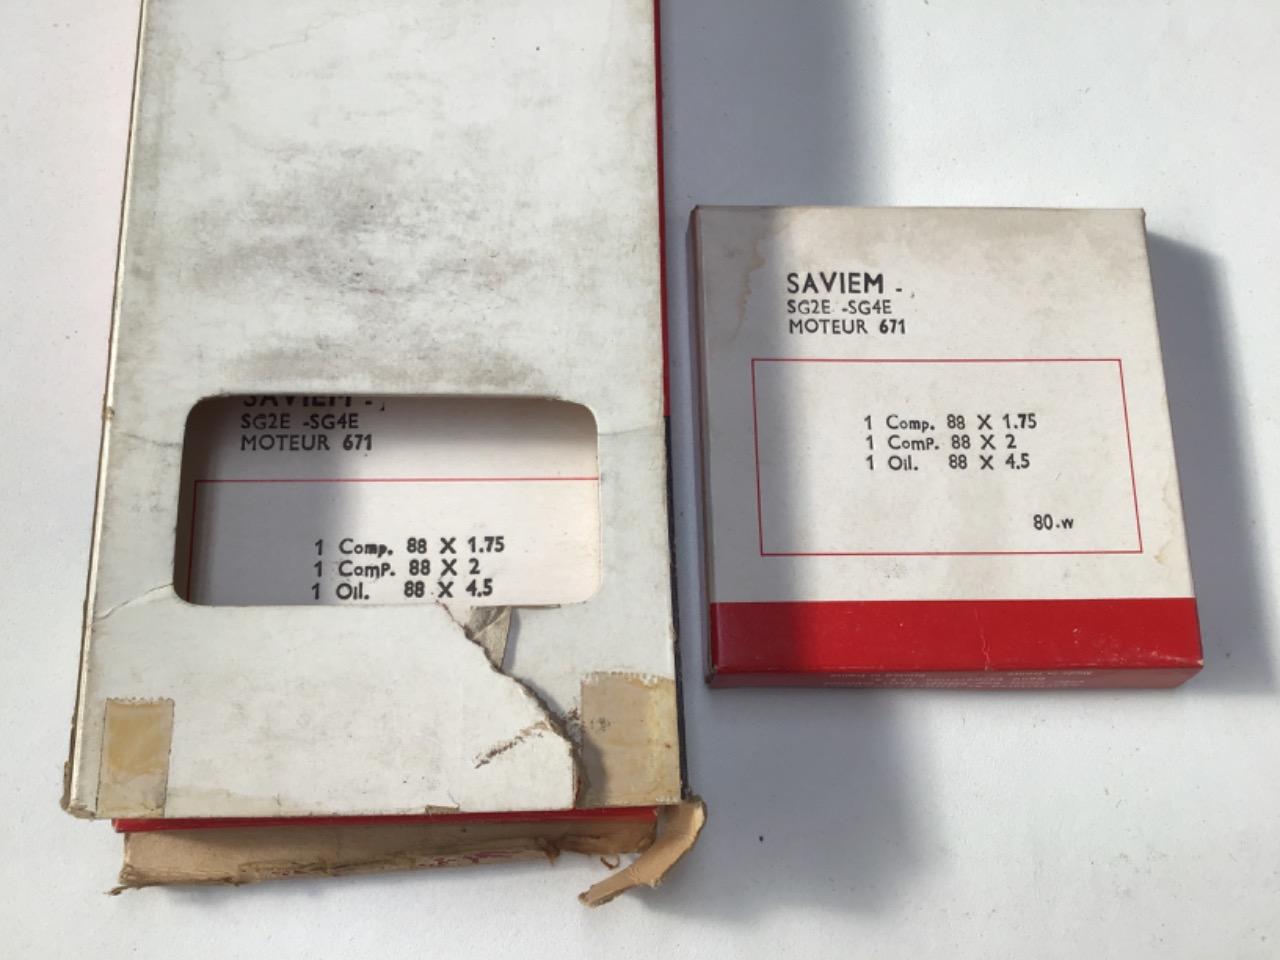 SAVIEM -
SG2E -SG4E
MOTEUR 671
1 Comp. 88 X 1.75
1 ComP. 88 X 2
1 Oil. 88 X 4.5
SAVIEM -
SG2E -SG4E
MOTEUR 671
1 Comp. 88 X 1.75
1 ComP. 88 X 2
1 Oil. 88 X 4.5
80.w